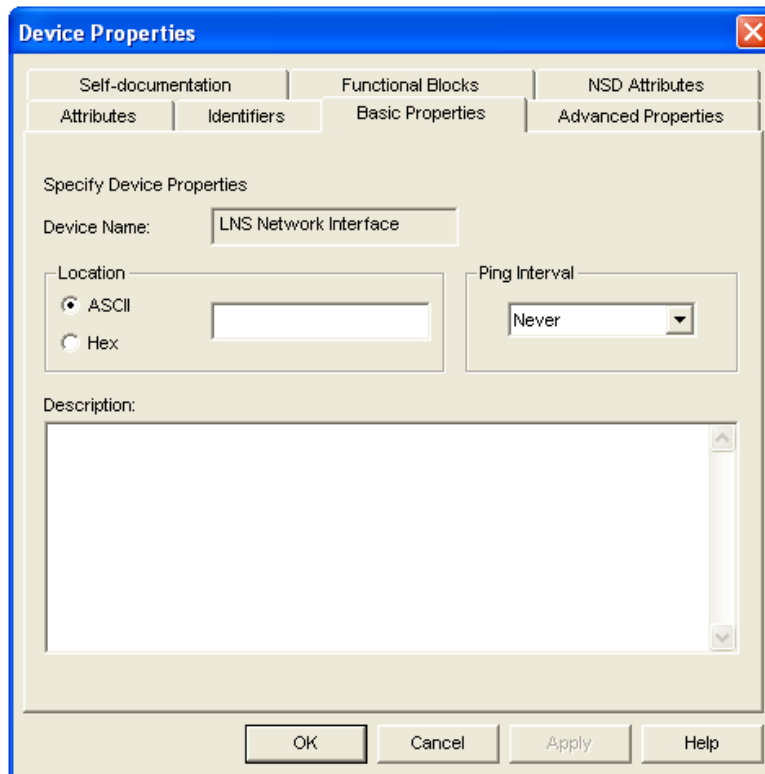 Device Properties
Self-documentation Functional Blocks NSD Attributes
Attributes Identifiers Basic Properties Advanced Properties
Specify Device Properties
Device Name: LNS Network Interface
Location Ping Interval
ASCII
Never
Hex
Description:
OK Cancel Apply Help